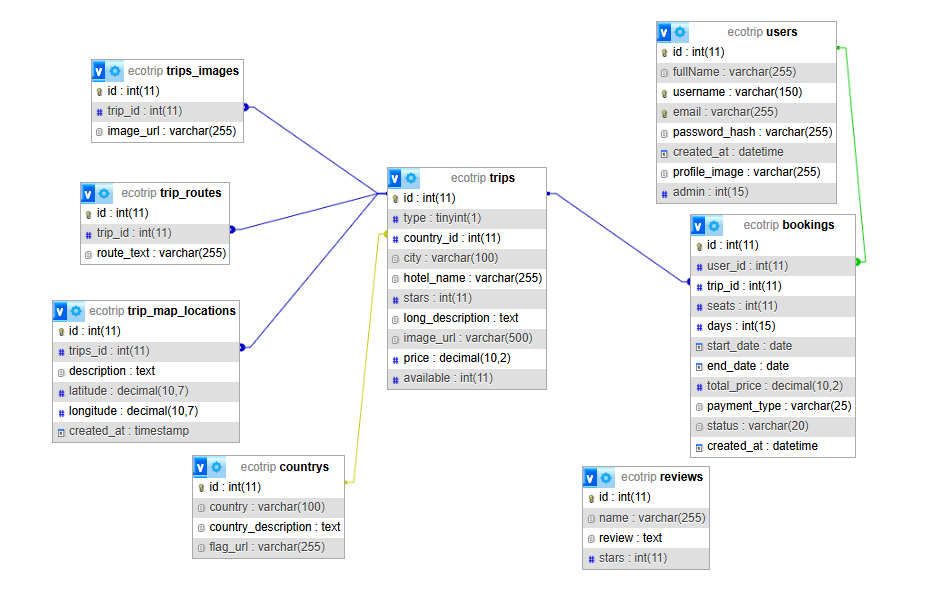 ecotrip users
id : int(11)
fullName : varchar(255)
username : varchar(150)
email : varchar(255)
password_hash : varchar(255)
created_at : datetime
profile_image : varchar(255)
admin : int(15)
ecotrip trips_images
id : int(11)
trip_id : int(11)
image_url : varchar(255)
ecotrip trips
id : int(11)
type : tinyint(1)
country_id : int(11)
city : varchar(100)
hotel_name : varchar(255)
stars : int(11)
long_description : text
image_url : varchar(500)
price : decimal(10,2)
available : int(11)
ecotrip trip_routes
id : int(11)
trip_id : int(11)
route_text : varchar(255)
ecotrip bookings
id : int(11)
user_id : int(11)
trip_id : int(11)
seats : int(11)
days : int(15)
start_date : date
end_date : date
total_price : decimal(10,2)
payment_type : varchar(25)
status : varchar(20)
created_at : datetime
ecotrip trip_map_locations
id : int(11)
trips_id : int(11)
description : text
latitude : decimal(10,7)
longitude : decimal(10,7)
created_at : timestamp
ecotrip countrys
id : int(11)
country : varchar(100)
country_description : text
flag_url : varchar(255)
ecotrip reviews
id : int(11)
name : varchar(255)
review : text
stars : int(11)